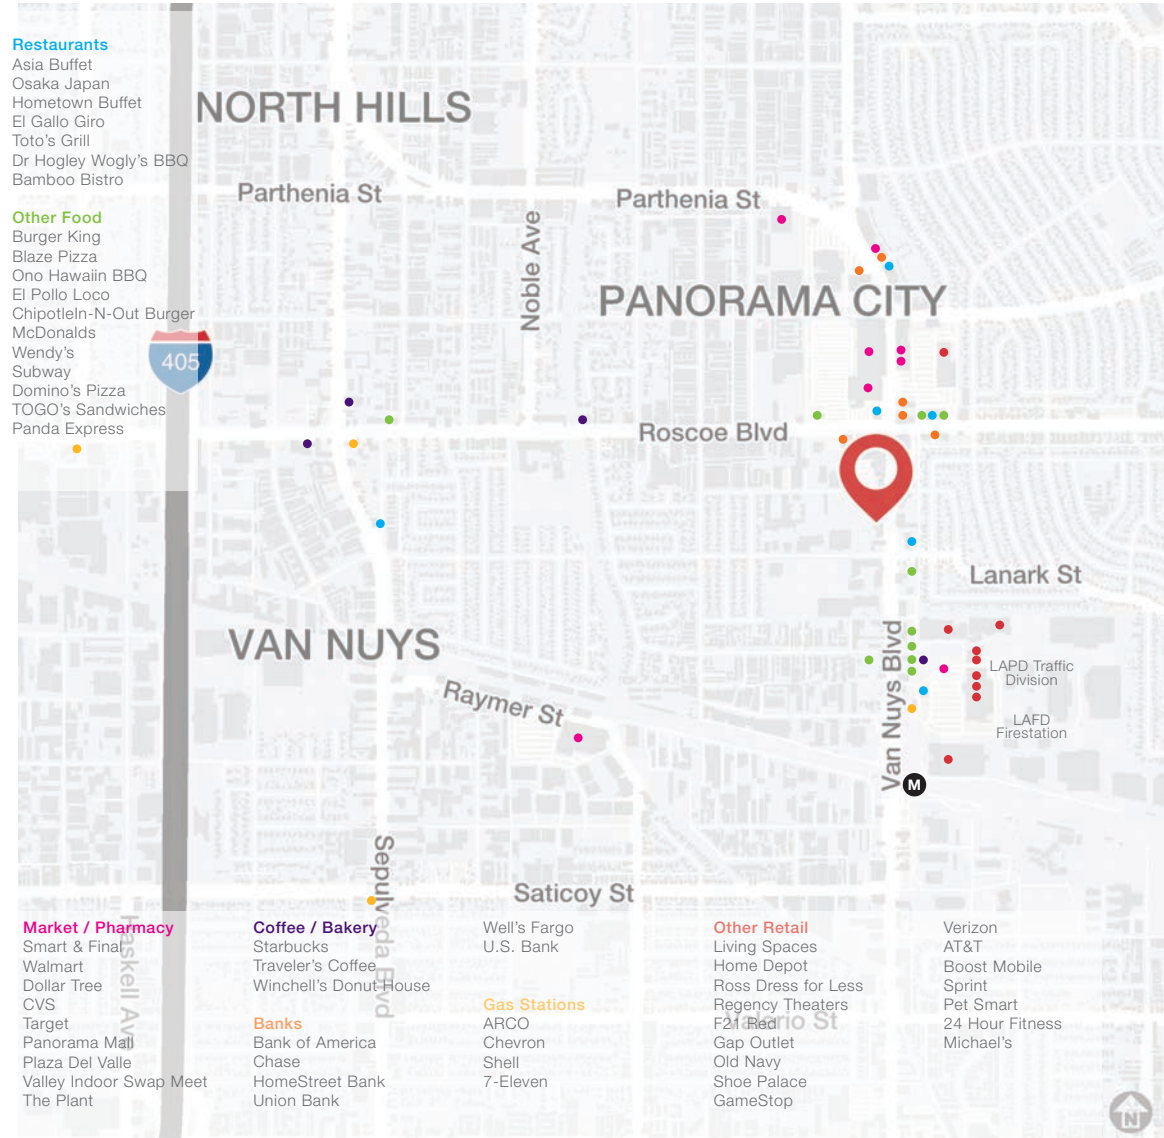 Restaurants
Asia Buffet
Osaka Japan
Hometown Buffet
El Gallo Giro
Toto's Grill
Dr Hogley Wogly's BBQ
Bamboo Bistro
Other Food
Burger King
Blaze Pizza
Ono Hawaiin BBQ
El Pollo Loco
ChipotleIn-N-Out Burger
McDonalds
Wendy's
Subway
Domino's Pizza
TOGO's Sandwiches
Panda Express
405
NORTH HILLS
Parthenia St
Parthenia St
Noble Ave
PANORAMA CITY
Roscoe Blvd
Lanark St
VAN NUYS
Raymer St
Van Nuys Blvd
LAPD Traffic
Division
LAFD
Firestation
M
Sepulveda Blvd
Saticoy St
Haskell Ave
Valerio St
Market / Pharmacy
Smart & Final
Walmart
Dollar Tree
CVS
Target
Panorama Mall
Plaza Del Valle
Valley Indoor Swap Meet
The Plant
Coffee / Bakery
Starbucks
Traveler's Coffee
Winchell's Donut House
Banks
Bank of America
Chase
HomeStreet Bank
Union Bank
Well's Fargo
U.S. Bank
Gas Stations
ARCO
Chevron
Shell
7-Eleven
Other Retail
Living Spaces
Home Depot
Ross Dress for Less
Regency Theaters
F21 Red
Gap Outlet
Old Navy
Shoe Palace
GameStop
Verizon
AT&T
Boost Mobile
Sprint
Pet Smart
24 Hour Fitness
Michael's
N